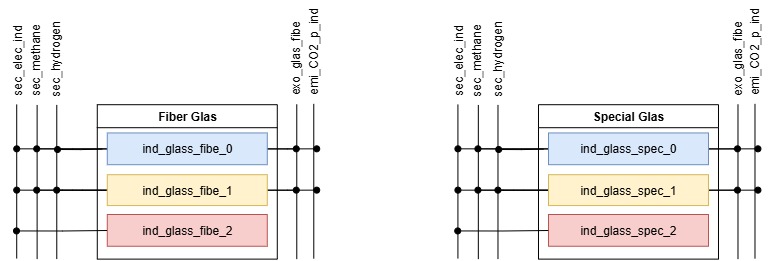 sec_elec_ind
sec_methane
sec_hydrogen
exo_glas_fibe
emi_CO2_p_ind
Fiber Glas
ind_glass_fibe_0
ind_glass_fibe_1
ind_glass_fibe_2
sec_elec_ind
sec_methane
sec_hydrogen
exo_glas_fibe
emi_CO2_p_ind
Special Glas
ind_glass_spec_0
ind_glass_spec_1
ind_glass_spec_2